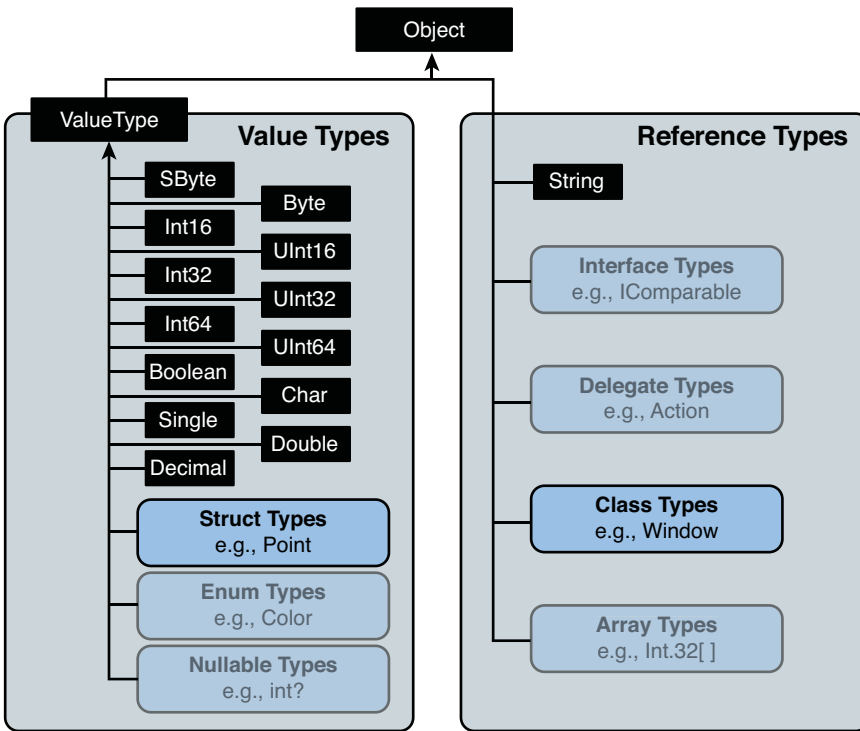 Object
ValueType
Value Types
SByte
Byte
Int16
UInt16
Int32
UInt32
Int64
UInt64
Boolean
Char
Single
Double
Decimal
Struct Types
e.g., Point
Enum Types
e.g., Color
Nullable Types
e.g., int?
Reference Types
String
Interface Types
e.g., IComparable
Delegate Types
e.g., Action
Class Types
e.g., Window
Array Types
e.g., Int.32[ ]